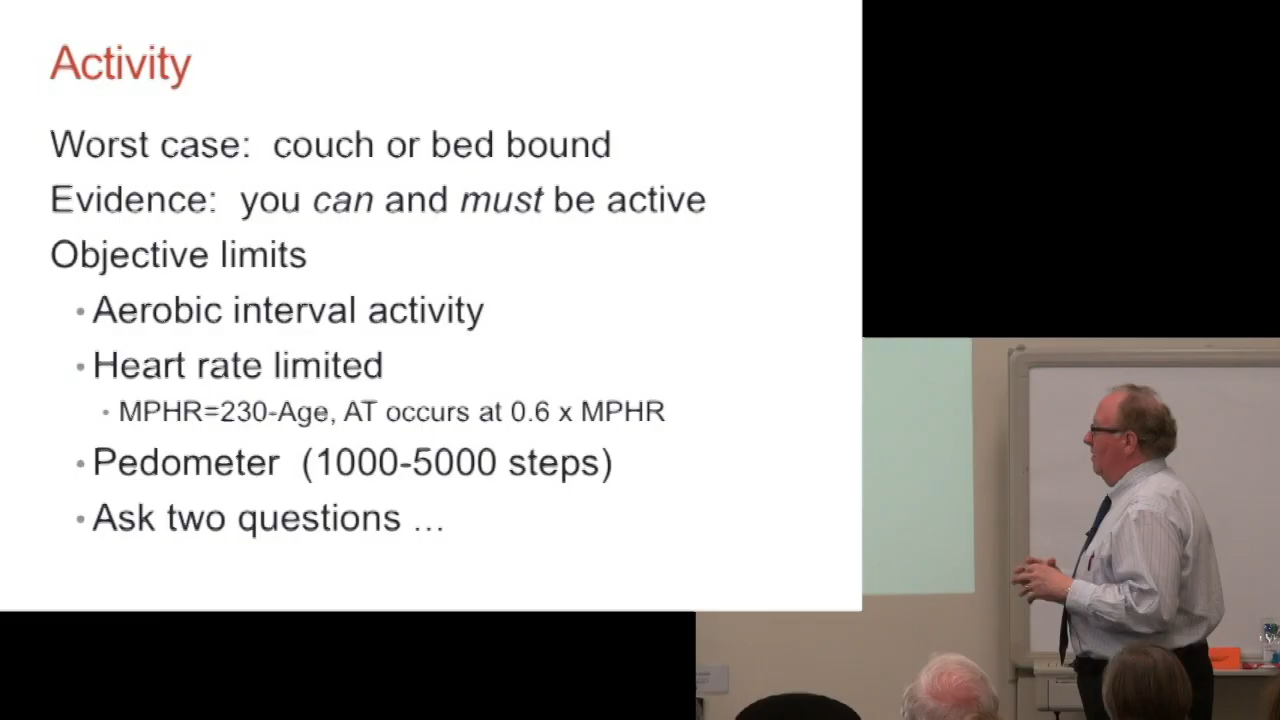 Activity
Worst case: couch or bed bound
Evidence: you can and must be active
Objective limits
• Aerobic interval activity
• Heart rate limited
• MPHR=230-Age, AT occurs at 0.6 x MPHR
• Pedometer (1000-5000 steps)
• Ask two questions ...